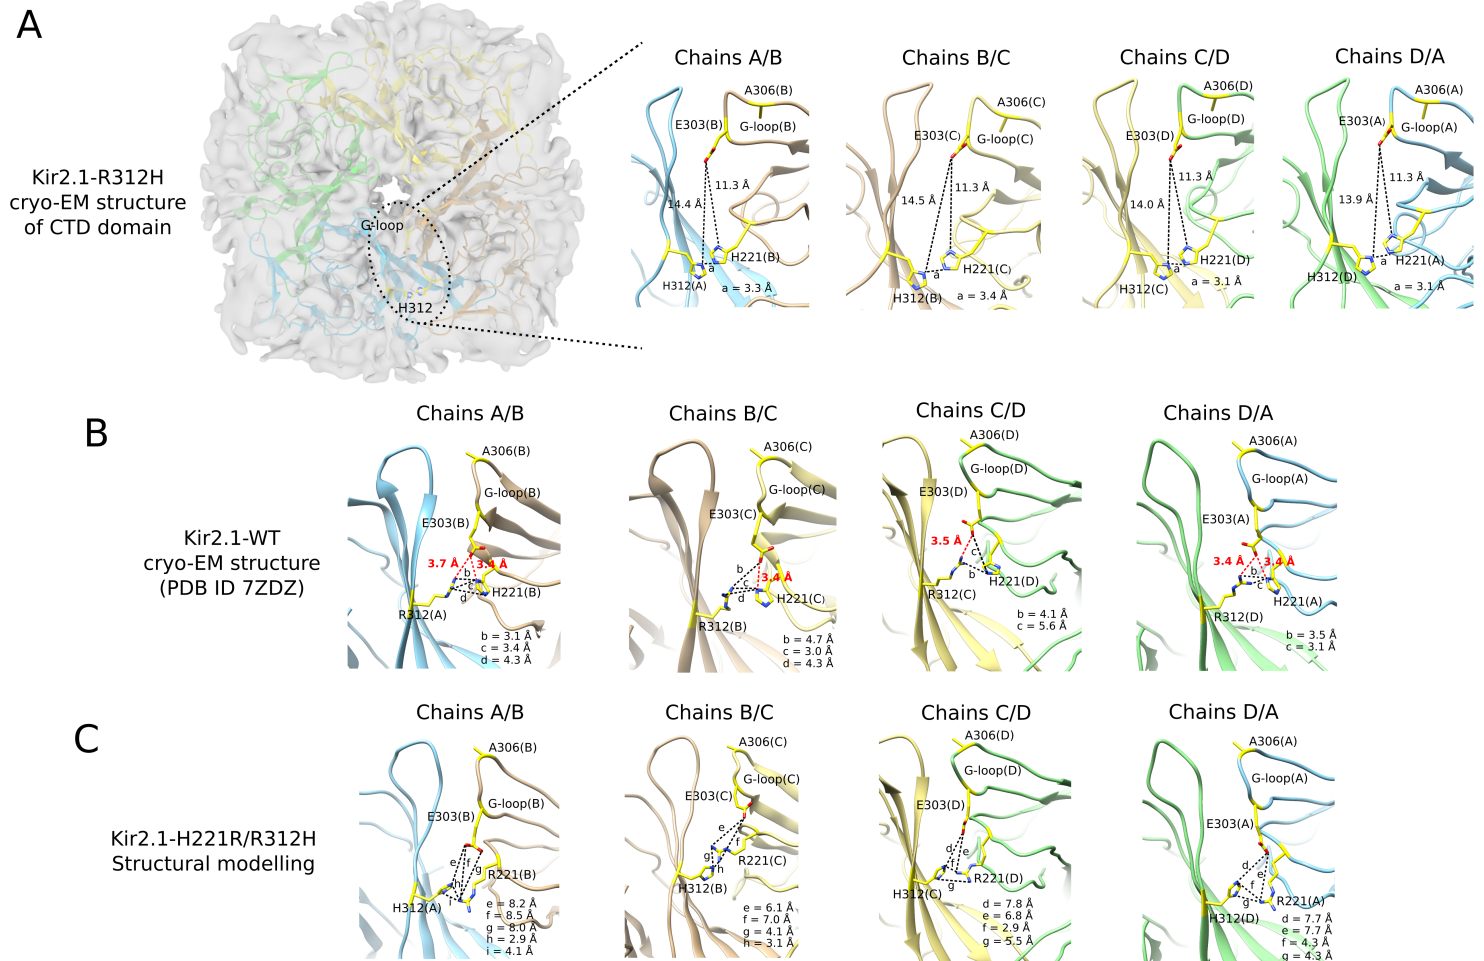 A
Kir2.1-R312H
cryo-EM structure
of CTD domain
G-loop
H312
Chains A/B
A306(B)
E303(B)
G-loop(B)
11.3 Å
14.4 Å
H221(B)
a
H312(A)
a = 3.3 Å
Chains B/C
A306(C)
E303(C)
G-loop(C)
11.3 Å
14.5 Å
H221(C)
a
H312(B)
a = 3.4 Å
Chains C/D
A306(D)
G-loop(D)
E303(D)
11.3 Å
14.0 Å
H221(D)
a
H312(C)
a = 3.1 Å
Chains D/A
A306(A)
E303(A)
G-loop(A)
11.3 Å
13.9 Å
H221(A)
a
H312(D)
a = 3.1 Å
B
Kir2.1-WT
cryo-EM structure
(PDB ID 7ZDZ)
Chains A/B
A306(B)
G-loop(B)
E303(B)
3.7 Å
3.4 Å
b
c
d
H221(B)
R312(A)
b = 3.1 Å
c = 3.4 Å
d = 4.3 Å
Chains B/C
A306(C)
G-loop(C)
E303(C)
b
3.4 Å
c
d
H221(C)
R312(B)
b = 4.7 Å
c = 3.0 Å
d = 4.3 Å
Chains C/D
A306(D)
G-loop(D)
E303(D)
3.5 Å
c
b
H221(D)
R312(C)
b = 4.1 Å
c = 5.6 Å
Chains D/A
A306(A)
G-loop(A)
E303(A)
3.4 Å
3.4 Å
b
c
H221(A)
R312(D)
b = 3.5 Å
c = 3.1 Å
C
Kir2.1-H221R/R312H
Structural modelling
Chains A/B
A306(B)
G-loop(B)
E303(B)
e
f
g
h
i
R221(B)
H312(A)
e = 8.2 Å
f = 8.5 Å
g = 8.0 Å
h = 2.9 Å
i = 4.1 Å
Chains B/C
A306(C)
G-loop(C)
E303(C)
e
f
g
h
R221(C)
H312(B)
e = 6.1 Å
f = 7.0 Å
g = 4.1 Å
h = 3.1 Å
Chains C/D
A306(D)
G-loop(D)
E303(D)
d
e
f
g
R221(D)
H312(C)
d = 7.8 Å
e = 6.8 Å
f = 2.9 Å
g = 5.5 Å
Chains D/A
A306(A)
G-loop(A)
E303(A)
d
e
f
g
R221(A)
H312(D)
d = 7.7 Å
e = 7.7 Å
f = 4.3 Å
g = 4.3 Å